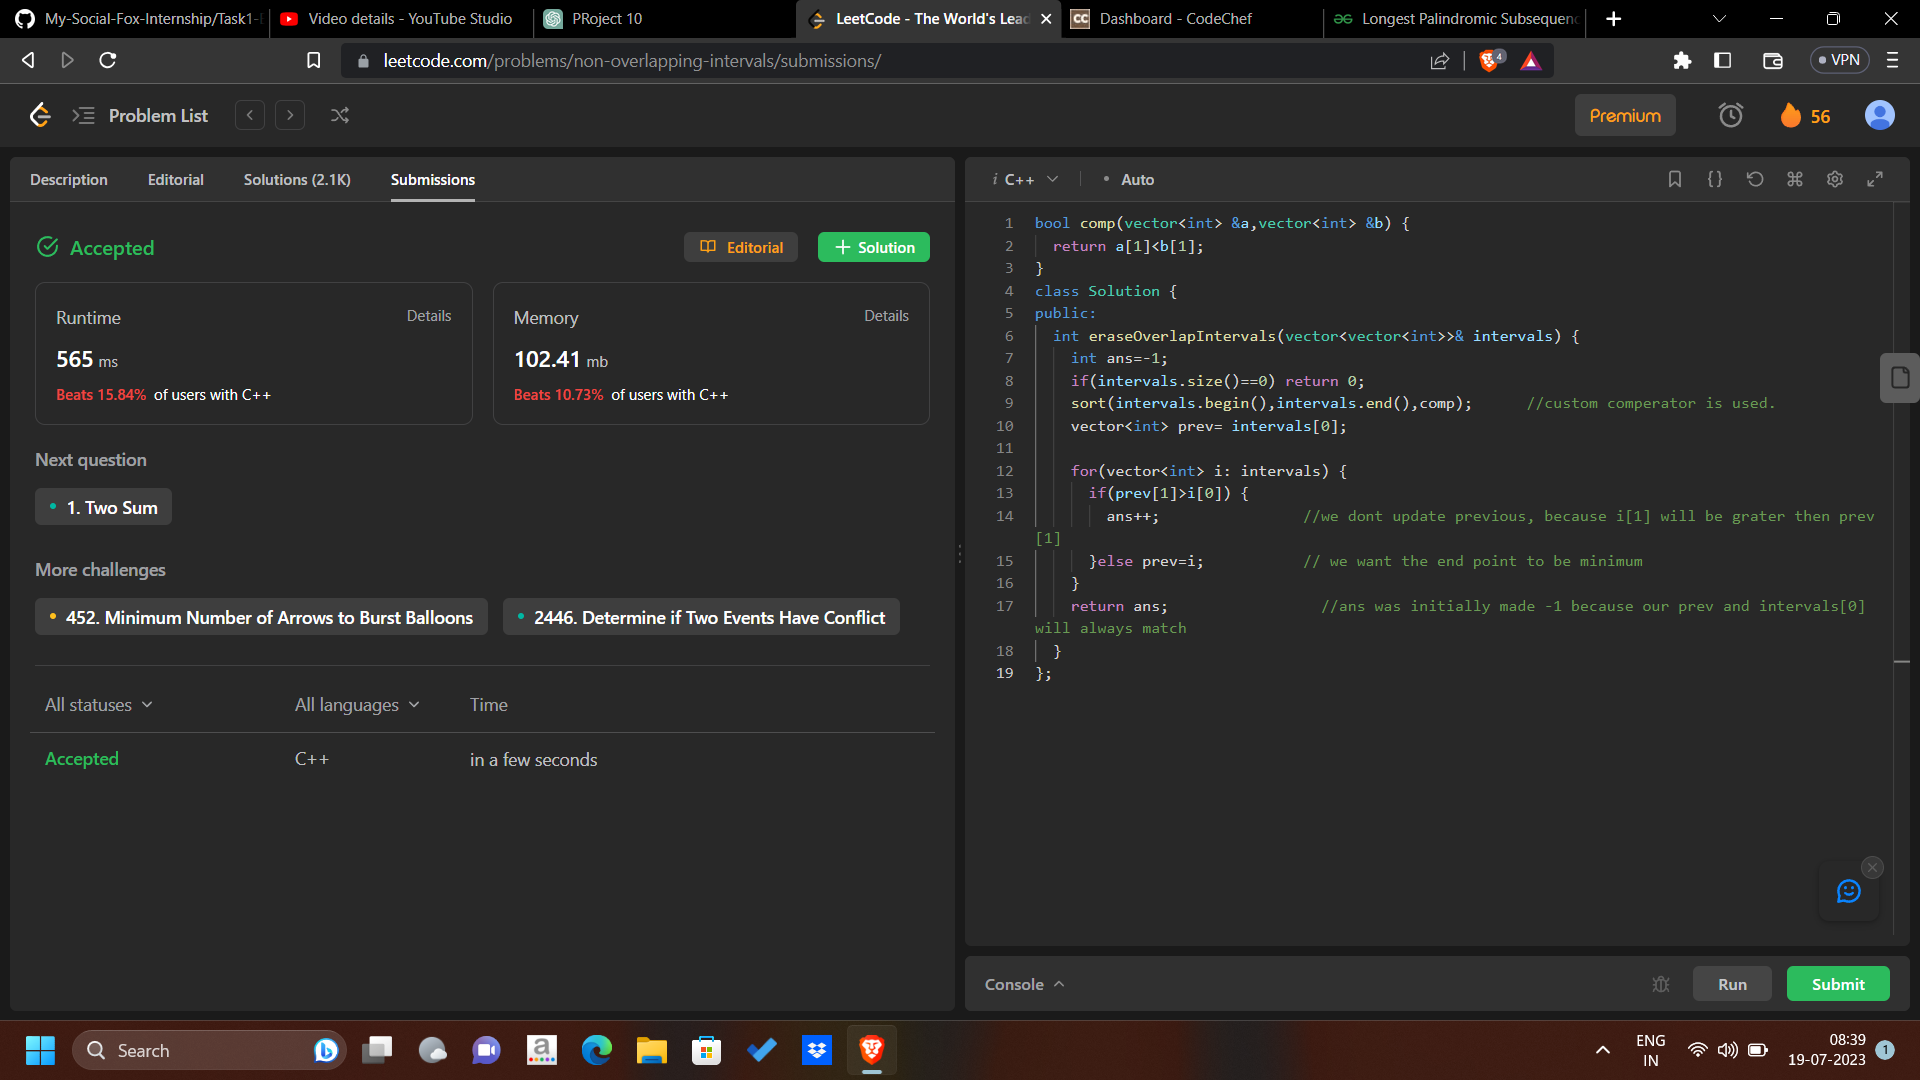 My-Social-Fox-Internship/Task1-
Video details - YouTube Studio
PRoject 10
LeetCode - The World's Lead
CC
Dashboard - CodeChef
Longest Palindromic Subsequenc
leetcode.com/problems/non-overlapping-intervals/submissions/
4
VPN
Problem List
Premium
56
Description
Editorial
Solutions (2.1K)
Submissions
Accepted
Editorial
Solution
Runtime
Details
565 ms
Beats 15.84% of users with C++
Memory
Details
102.41 mb
Beats 10.73% of users with C++
Next question
1. Two Sum
More challenges
452. Minimum Number of Arrows to Burst Balloons
2446. Determine if Two Events Have Conflict
All statuses
All languages
Time
Accepted
C++
in a few seconds
i C++
Auto
1 bool comp(vector<int> &a,vector<int> &b) {
2 return a[1]<b[1];
3 }
4 class Solution {
5 public:
6 int eraseOverlapIntervals(vector<vector<int>>& intervals) {
7 int ans=-1;
8 if(intervals.size()==0) return 0;
9 sort(intervals.begin(),intervals.end(),comp); //custom comperator is used.
10 vector<int> prev= intervals[0];
11
12 for(vector<int> i: intervals) {
13 if(prev[1]>i[0]) {
14 ans++; //we dont update previous, because i[1] will be grater then prev
[1]
15 }else prev=i; // we want the end point to be minimum
16 }
17 return ans; //ans was initially made -1 because our prev and intervals[0]
will always match
18 }
19 };
Console
Run
Submit
Search
a
ENG
IN
08:39
19-07-2023
1